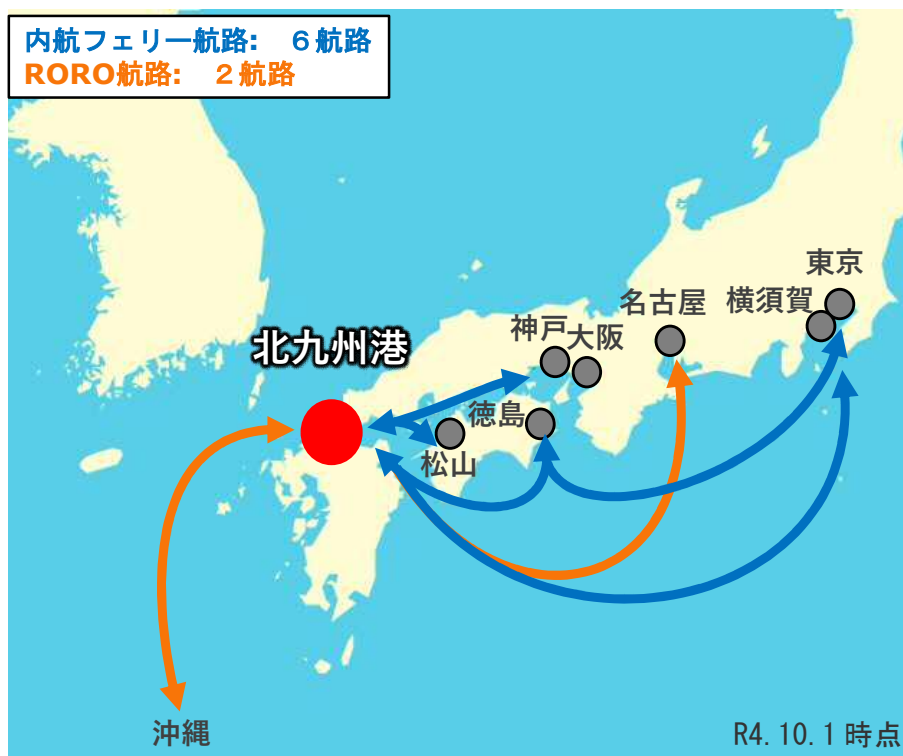 内航フェリー航路:　６航路
RORO航路:　２航路
東京
横須賀
名古屋
神戸
大阪
北九州港
徳島
松山
沖縄
R4.10.1時点